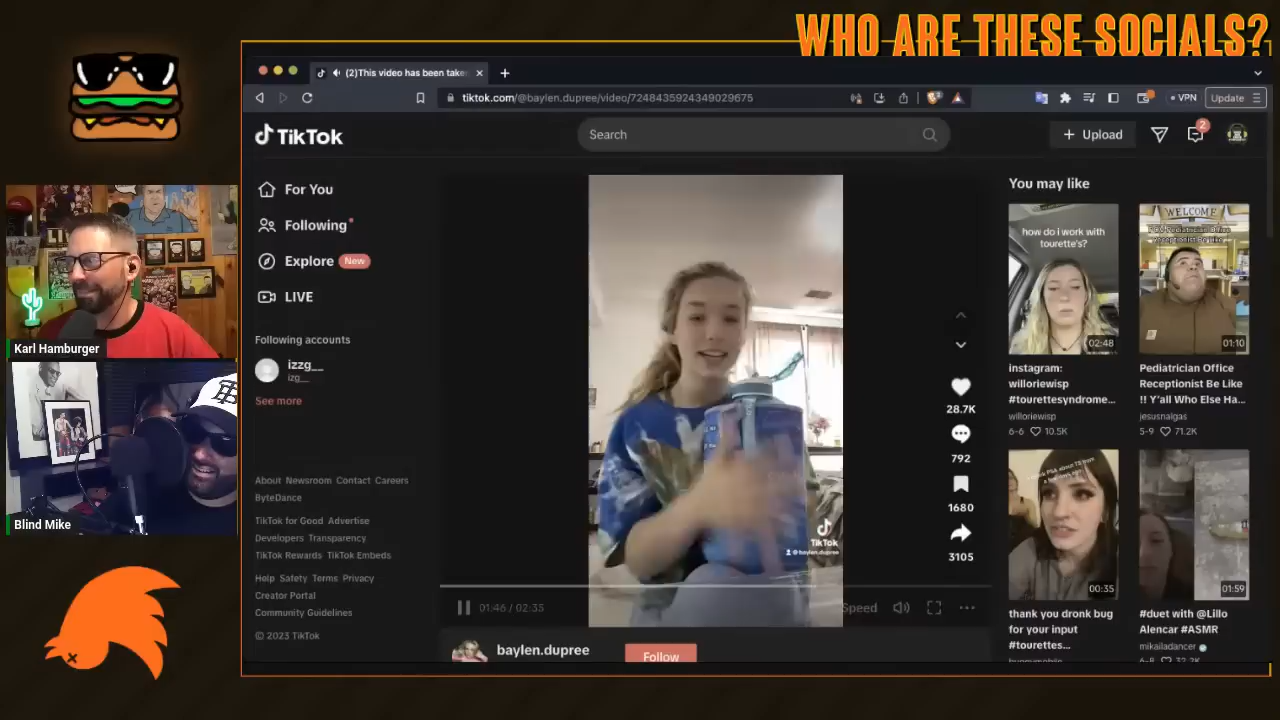 WHO ARE THESE SOCIALS?
(2)This video has been take
tiktok.com/@baylen.dupree/video/7248435924349029675
VPN
Update
TikTok
Search
Upload
2
For You
Following
Explore
New
LIVE
Following accounts
izzg__
izg__
See more
About Newsroom Contact Careers
ByteDance
TikTok for Good Advertise
Developers Transparency
TikTok Rewards TikTok Embeds
Help Safety Terms Privacy
Creator Portal
Community Guidelines
© 2023 TikTok
Karl Hamburger
Blind Mike
TikTok
@baylen.dupree
01:46 / 02:35
Speed
28.7K
792
1680
3105
baylen.dupree
Follow
You may like
how do i work with
tourette's?
02:48
instagram:
willoriewisp
#tourettesyndrome...
willoriewisp
6-6 10.5K
WELCOME
01:10
Pediatrician Office
Receptionist Be Like
!! Y'all Who Else Ha...
jesusnalgas
5-9 71.2K
00:35
thank you dronk bug
for your input
#tourettes...
01:59
#duet with @Lillo
Alencar #ASMR
mikailadancer